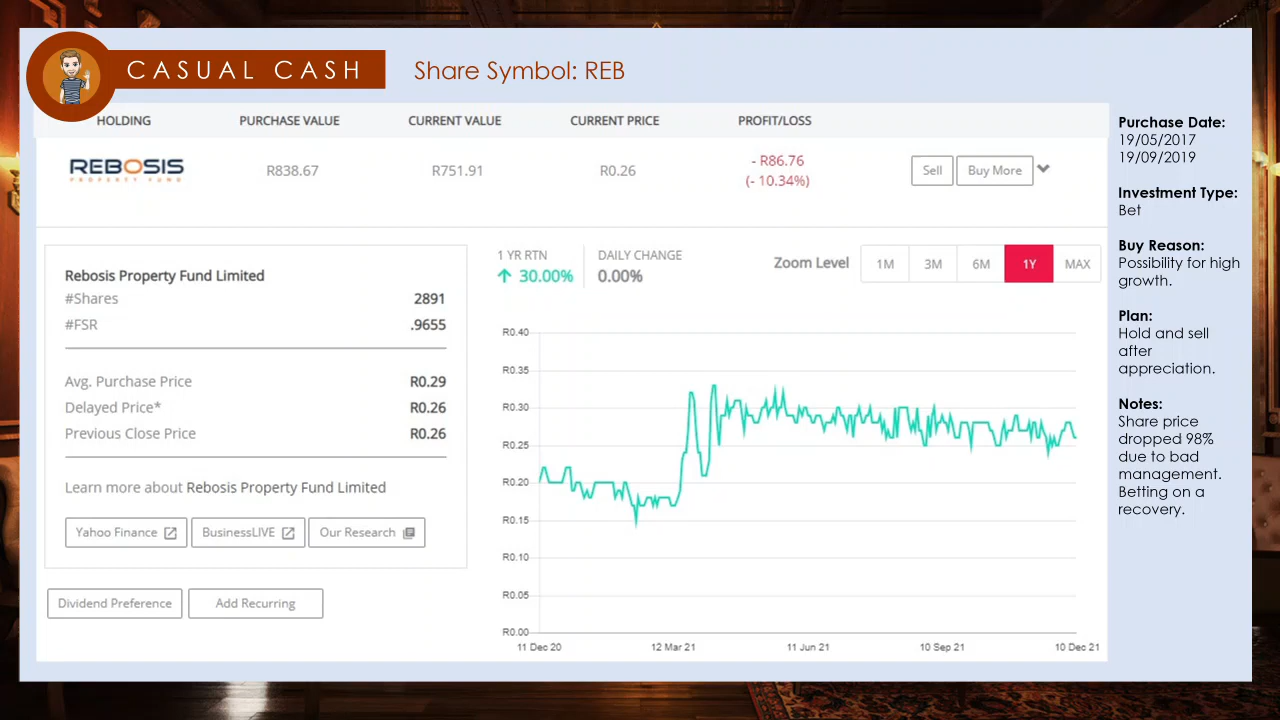 CASUAL CASH
Share Symbol: REB
HOLDING PURCHASE VALUE CURRENT VALUE CURRENT PRICE PROFIT/LOSS
REBOSIS
PROPERTY FUND
R838.67 R751.91 R0.26
- R86.76
(- 10.34%)
Sell Buy More
Rebosis Property Fund Limited
#Shares 2891
#FSR .9655
Avg. Purchase Price R0.29
Delayed Price* R0.26
Previous Close Price R0.26
Learn more about Rebosis Property Fund Limited
Yahoo Finance BusinessLIVE Our Research
Dividend Preference Add Recurring
1 YR RTN DAILY CHANGE
30.00% 0.00%
Zoom Level 1M 3M 6M 1Y MAX
R0.40
R0.35
R0.30
R0.25
R0.20
R0.15
R0.10
R0.05
R0.00
11 Dec 20 12 Mar 21 11 Jun 21 10 Sep 21 10 Dec 21
Purchase Date:
19/05/2017
19/09/2019
Investment Type:
Bet
Buy Reason:
Possibility for high
growth.
Plan:
Hold and sell
after
appreciation.
Notes:
Share price
dropped 98%
due to bad
management.
Betting on a
recovery.